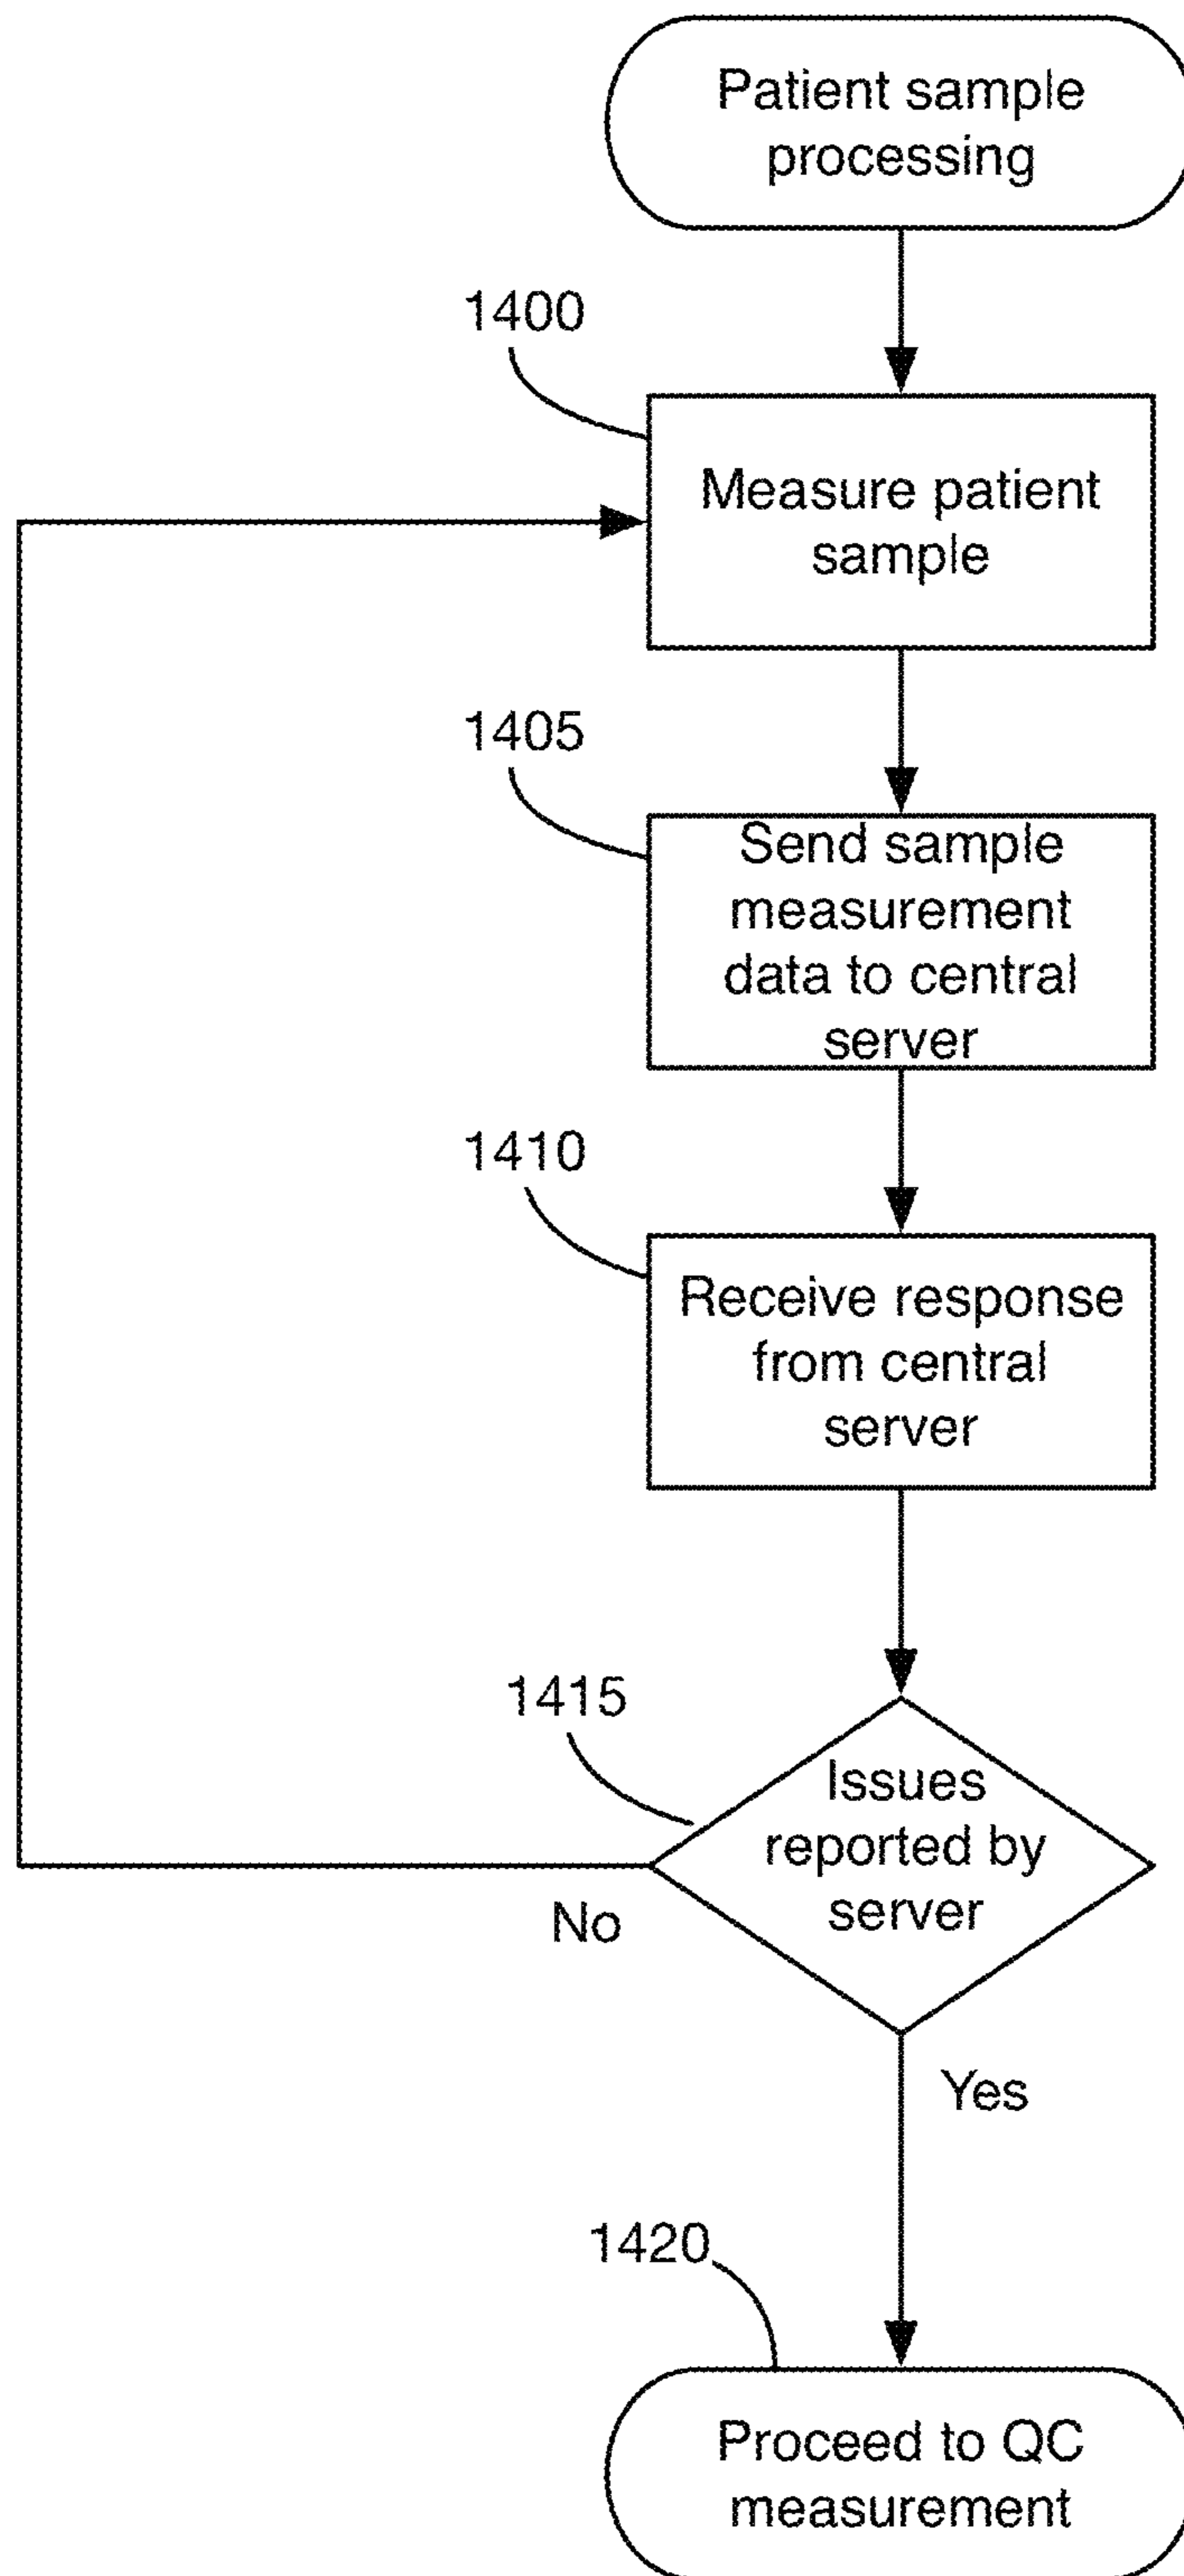 Patient sample
processing
1400
Measure patient
sample
1405
Send sample
measurement
data to central
server
1410
Receive response
from central
server
1415
Issues
reported by
server
No
Yes
1420
Proceed to QC
measurement